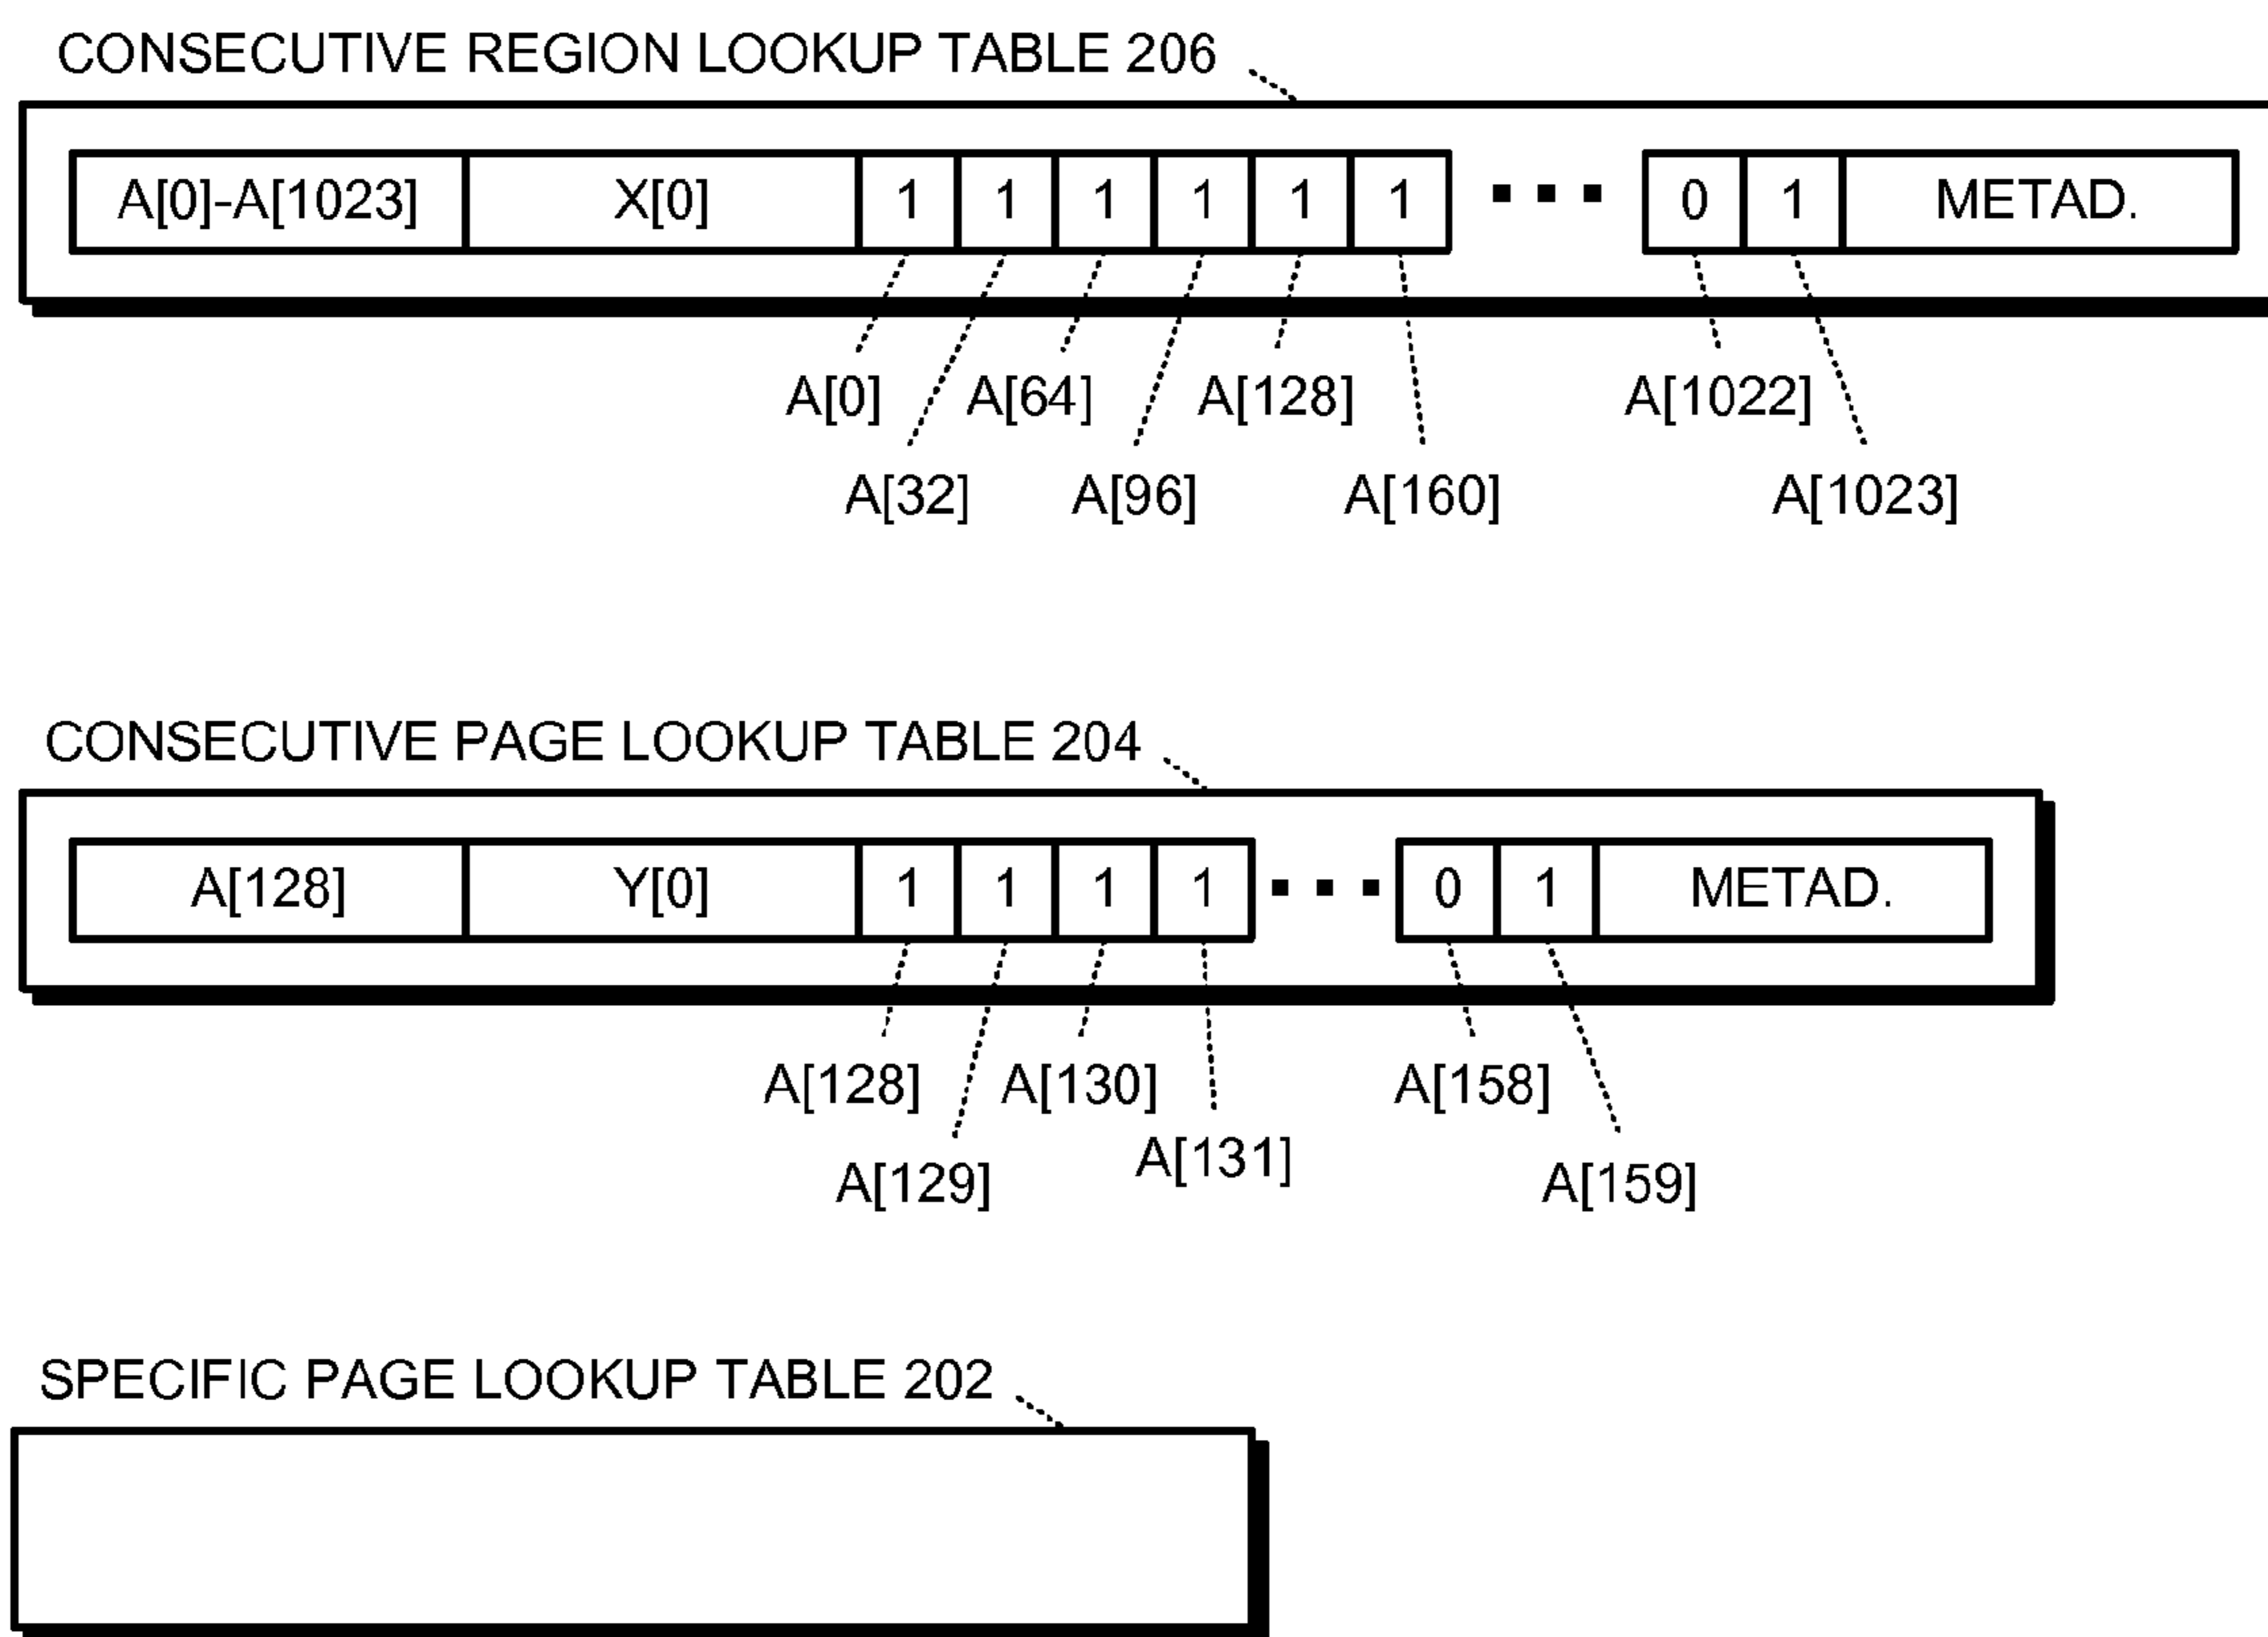 CONSECUTIVE REGION LOOKUP TABLE 206
A[0]-A[1023] X[0] 1 1 1 1 1 1 ▪ ▪ ▪ 0 1 METAD.
A[0] A[64] A[128] A[1022]
A[32] A[96] A[160] A[1023]
CONSECUTIVE PAGE LOOKUP TABLE 204
A[128] Y[0] 1 1 1 1 ▪ ▪ ▪ 0 1 METAD.
A[128] A[130] A[158]
A[129] A[131] A[159]
SPECIFIC PAGE LOOKUP TABLE 202